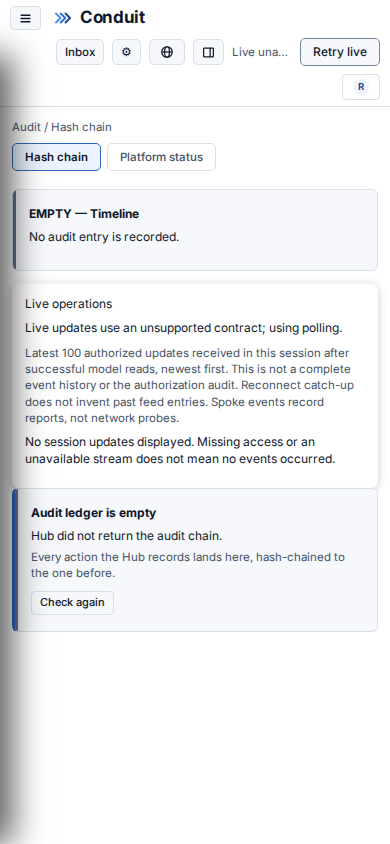 Conduit
Inbox
Live una...
Retry live
R
Audit / Hash chain
Hash chain
Platform status
EMPTY — Timeline
No audit entry is recorded.
Live operations
Live updates use an unsupported contract; using polling.
Latest 100 authorized updates received in this session after
successful model reads, newest first. This is not a complete
event history or the authorization audit. Reconnect catch-up
does not invent past feed entries. Spoke events record
reports, not network probes.
No session updates displayed. Missing access or an
unavailable stream does not mean no events occurred.
Audit ledger is empty
Hub did not return the audit chain.
Every action the Hub records lands here, hash-chained to
the one before.
Check again